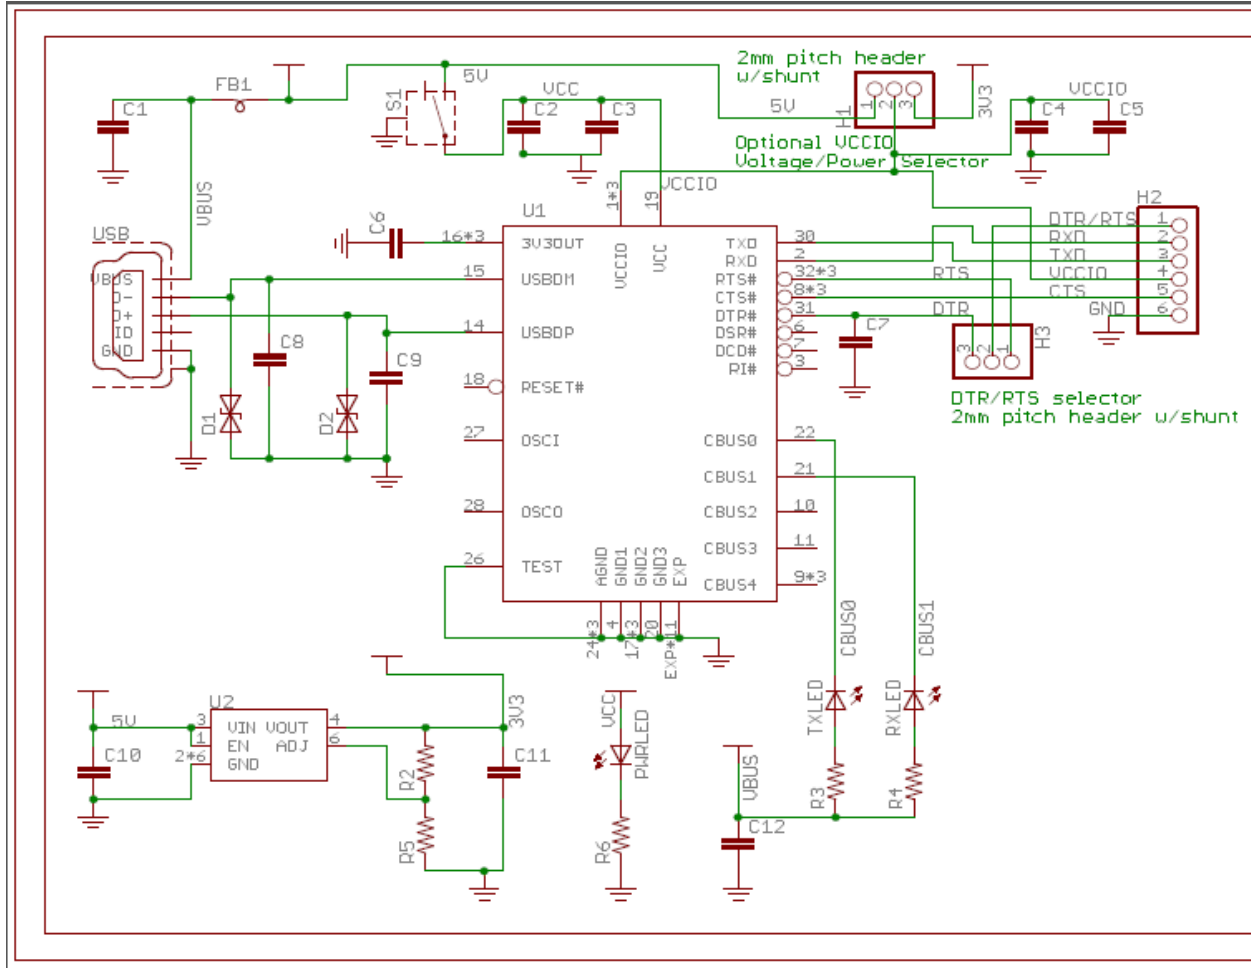 2mm pitch header
w/shunt
FB1
5V
VCC
C1
S1
C2
C3
5V
H1
1
2
3
3V3
VCCIO
C4
C5
Optional VCCIO
Voltage/Power Selector
VBUS
USB
VBUS
D-
D+
ID
GND
C6
U1
1*3
19
VCCIO
16*3
3V3OUT
15
USBDM
14
USBDP
18
RESET#
27
OSCI
28
OSCO
26
TEST
VCCIO
VCC
TXD
30
RXD
2
RTS#
32*3
CTS#
8*3
DTR#
31
DSR#
6
DCD#
7
RI#
3
CBUS0
22
CBUS1
21
CBUS2
10
CBUS3
11
CBUS4
9*3
AGND
GND1
GND2
GND3
EXP
24*3
4
17*3
20
EXP*11
H2
DTR/RTS
1
RXD
2
TXD
3
VCCIO
4
CTS
5
GND
6
RTS
DTR
C7
3
2
1
H3
DTR/RTS selector
2mm pitch header w/shunt
C8
C9
D1
D2
CBUS0
CBUS1
TXLED
RXLED
R3
R4
VBUS
C12
VCC
PWRLED
R6
5V
U2
3
VIN
VOUT
4
1
EN
ADJ
6
2*6
GND
C10
3V3
R2
R5
C11